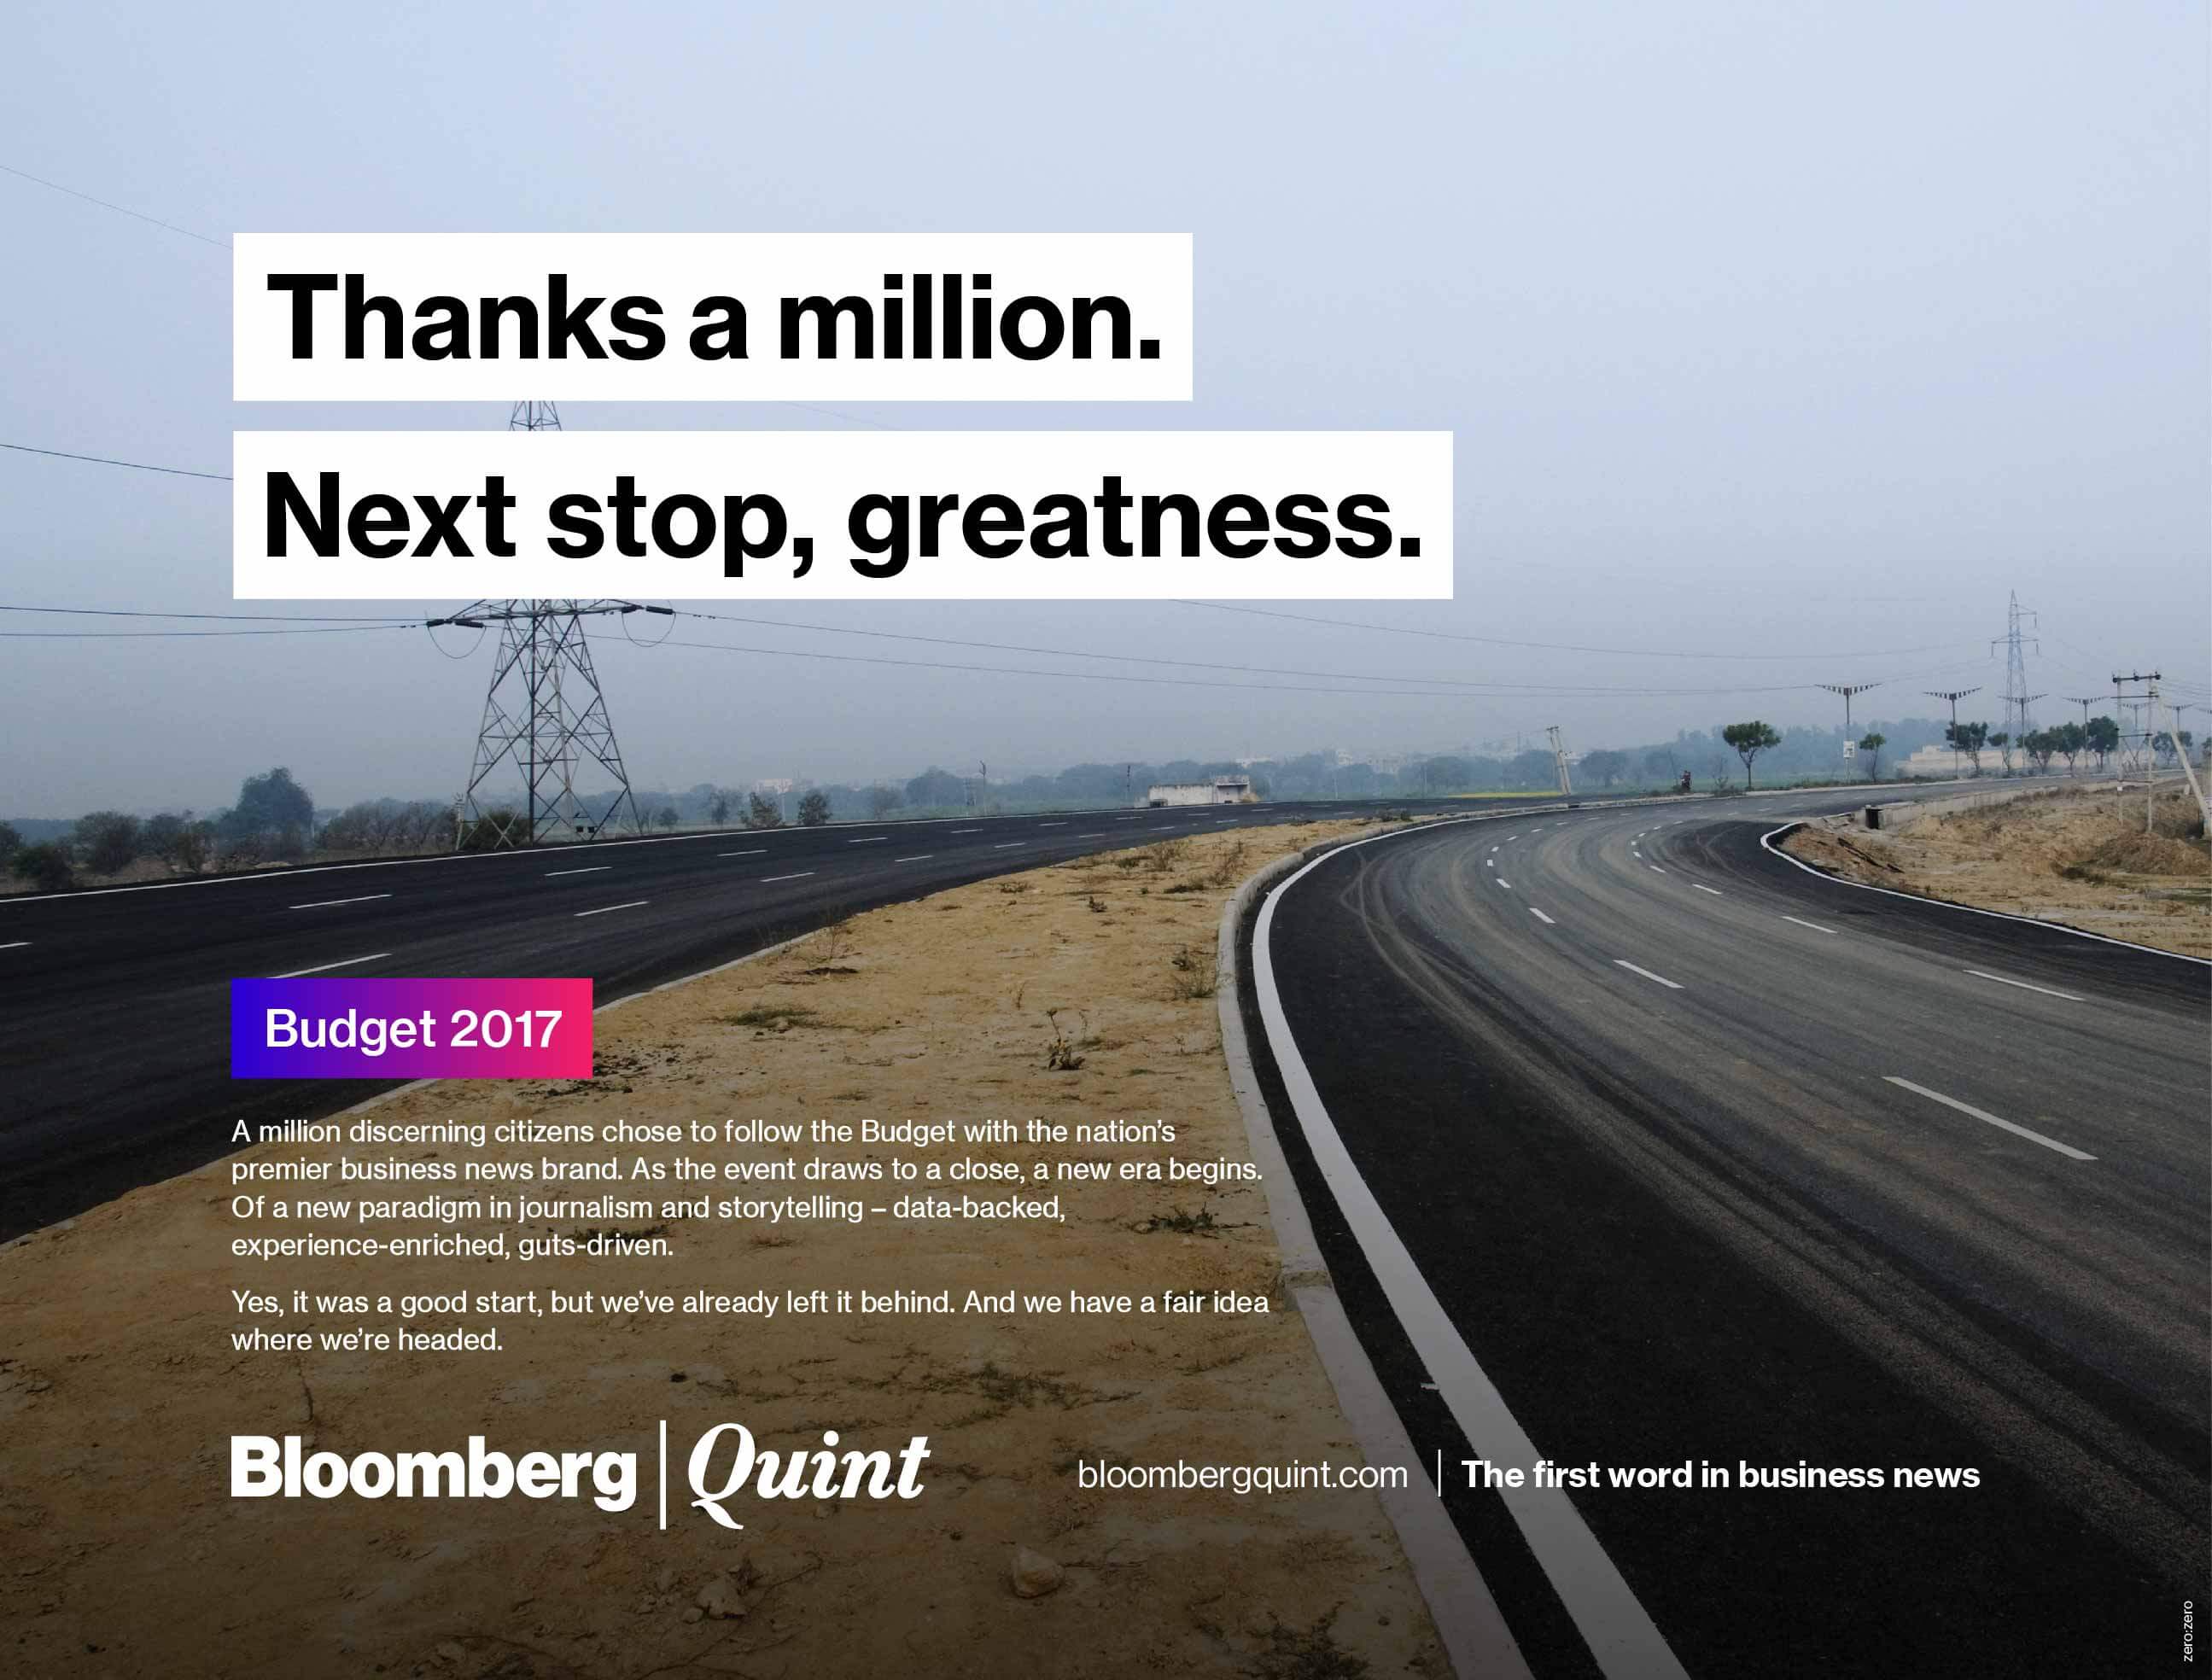 Thanks a million.
Next stop, greatness.
Budget 2017
A million discerning citizens chose to follow the Budget with the nation’s
premier business news brand. As the event draws to a close, a new era begins.
Of a new paradigm in journalism and storytelling – data-backed,
experience-enriched, guts-driven.
Yes, it was a good start, but we’ve already left it behind. And we have a fair idea
where we’re headed.
Bloomberg | Quint
bloombergquint.com | The first word in business news
zero:zero